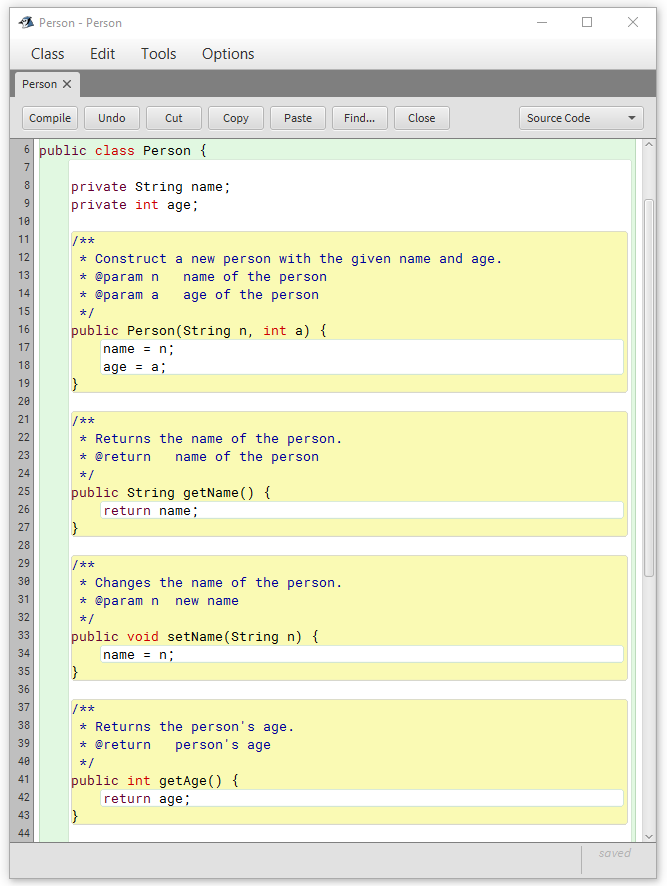 Person - Person
Class Edit Tools Options
Person
Compile Undo Cut Copy Paste Find... Close Source Code
6 public class Person {
7
8 private String name;
9 private int age;
10
11 /**
12 * Construct a new person with the given name and age.
13 * @param n   name of the person
14 * @param a   age of the person
15 */
16 public Person(String n, int a) {
17 name = n;
18 age = a;
19 }
20
21 /**
22 * Returns the name of the person.
23 * @return   name of the person
24 */
25 public String getName() {
26 return name;
27 }
28
29 /**
30 * Changes the name of the person.
31 * @param n  new name
32 */
33 public void setName(String n) {
34 name = n;
35 }
36
37 /**
38 * Returns the person's age.
39 * @return   person's age
40 */
41 public int getAge() {
42 return age;
43 }
44
saved